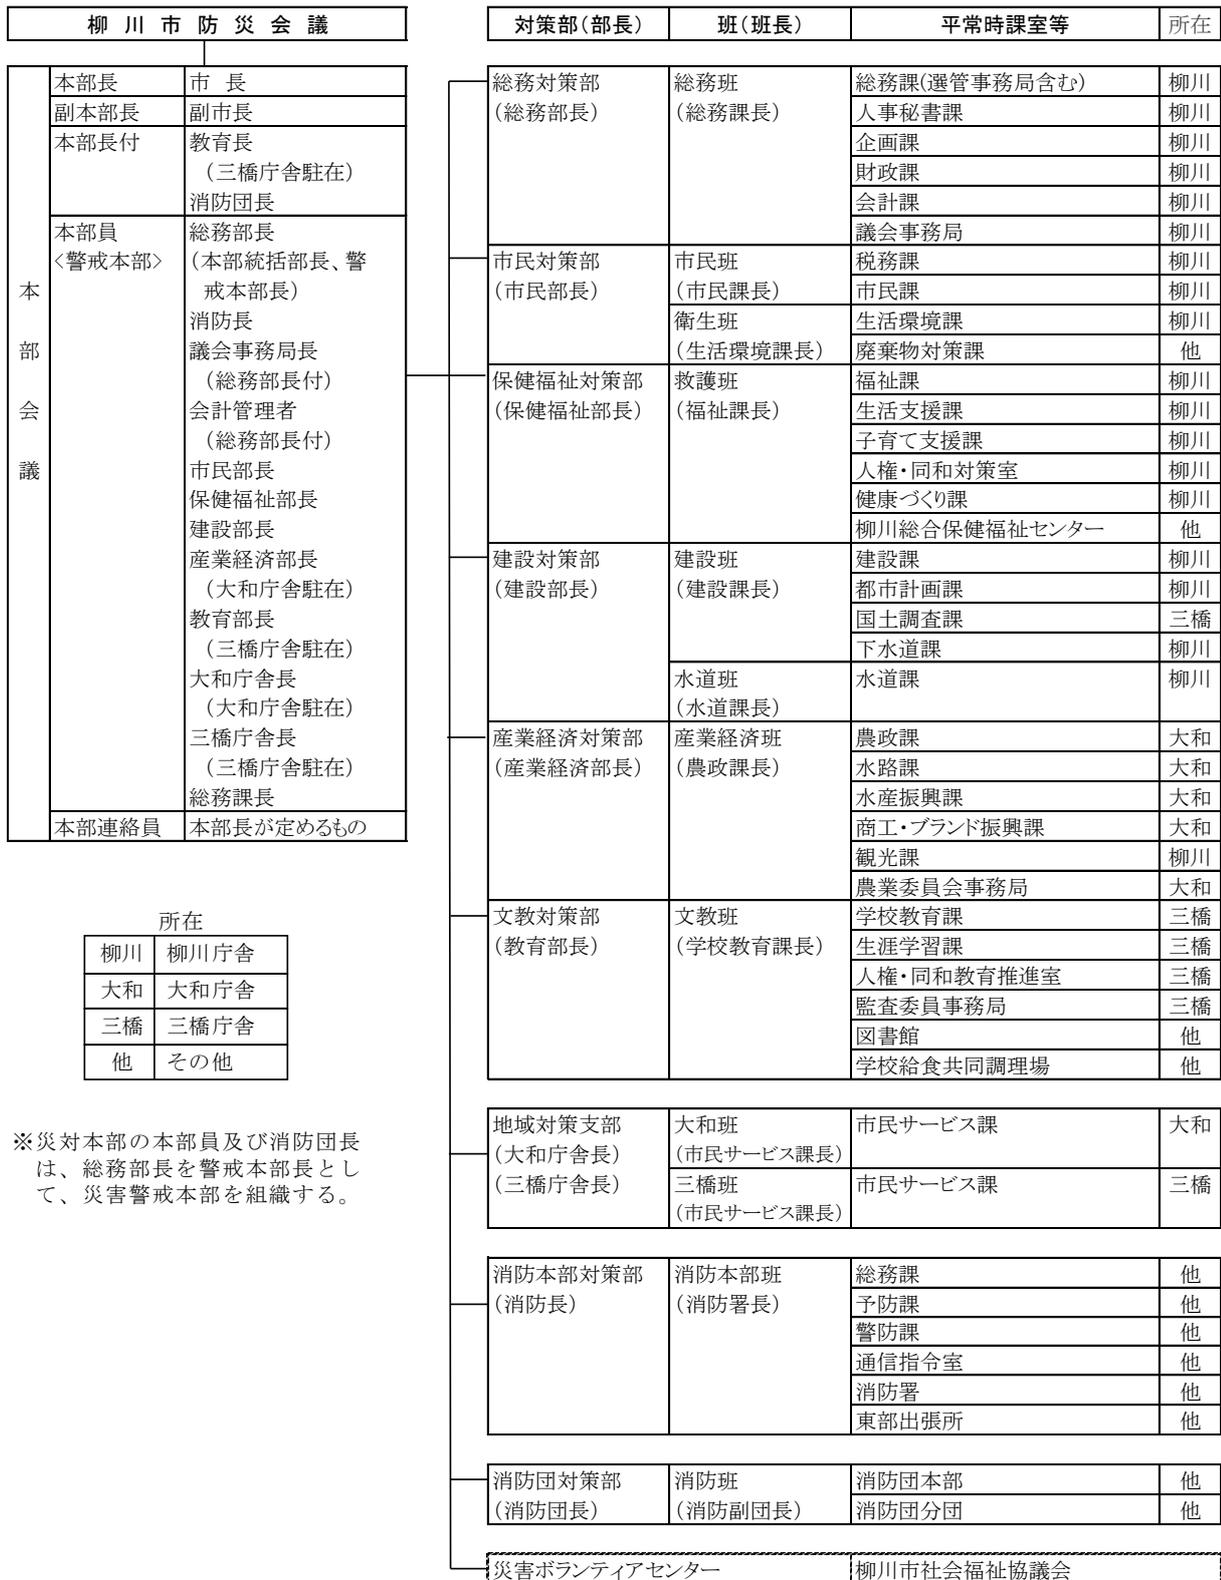 柳川市防災会議
本部会議
本部長 市 長
副本部長 副市長
本部長付 教育長
（三橋庁舎駐在）
消防団長
本部員 総務部長
<警戒本部> （本部統括部長、警
戒本部長）
消防長
議会事務局長
（総務部長付）
会計管理者
（総務部長付）
市民部長
保健福祉部長
建設部長
産業経済部長
（大和庁舎駐在）
教育部長
（三橋庁舎駐在）
大和庁舎長
（大和庁舎駐在）
三橋庁舎長
（三橋庁舎駐在）
総務課長
本部連絡員 本部長が定めるもの
所在
柳川 柳川庁舎
大和 大和庁舎
三橋 三橋庁舎
他 その他
※災対本部の本部員及び消防団長
は、総務部長を警戒本部長とし
て、災害警戒本部を組織する。
対策部（部長） 班（班長） 平常時課室等 所在
総務対策部 総務班 総務課(選管事務局含む) 柳川
（総務部長） （総務課長） 人事秘書課 柳川
企画課 柳川
財政課 柳川
会計課 柳川
議会事務局 柳川
市民対策部 市民班 税務課 柳川
（市民部長） （市民課長） 市民課 柳川
衛生班 生活環境課 柳川
（生活環境課長） 廃棄物対策課 他
保健福祉対策部 救護班 福祉課 柳川
（保健福祉部長） （福祉課長） 生活支援課 柳川
子育て支援課 柳川
人権・同和対策室 柳川
健康づくり課 柳川
柳川総合保健福祉センター 他
建設対策部 建設班 建設課 柳川
（建設部長） （建設課長） 都市計画課 柳川
国土調査課 三橋
下水道課 柳川
水道班 水道課 柳川
（水道課長）
産業経済対策部 産業経済班 農政課 大和
（産業経済部長） （農政課長） 水路課 大和
水産振興課 大和
商工・ブランド振興課 大和
観光課 柳川
農業委員会事務局 大和
文教対策部 文教班 学校教育課 三橋
（教育部長） （学校教育課長） 生涯学習課 三橋
人権・同和教育推進室 三橋
監査委員事務局 三橋
図書館 他
学校給食共同調理場 他
地域対策支部 大和班 市民サービス課 大和
（大和庁舎長） （市民サービス課長）
（三橋庁舎長） 三橋班 市民サービス課 三橋
（市民サービス課長）
消防本部対策部 消防本部班 総務課 他
（消防長） （消防署長） 予防課 他
警防課 他
通信指令室 他
消防署 他
東部出張所 他
消防団対策部 消防班 消防団本部 他
（消防団長） （消防副団長） 消防団分団 他
災害ボランティアセンター 柳川市社会福祉協議会